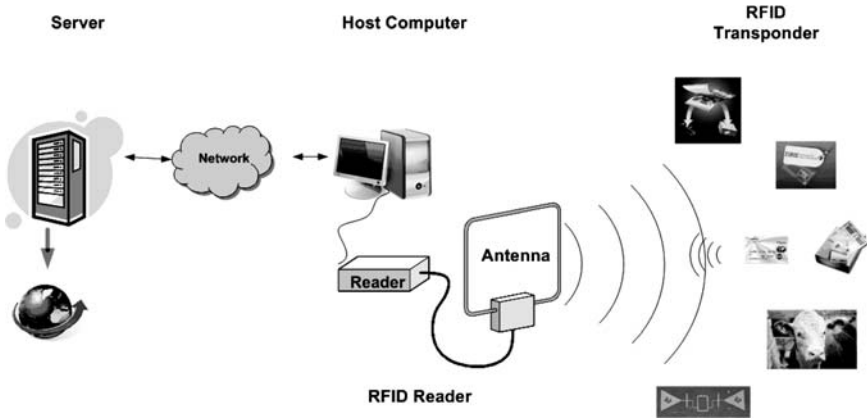 Server
Host Computer
RFID
Transponder
Network
Antenna
Reader
RFID Reader